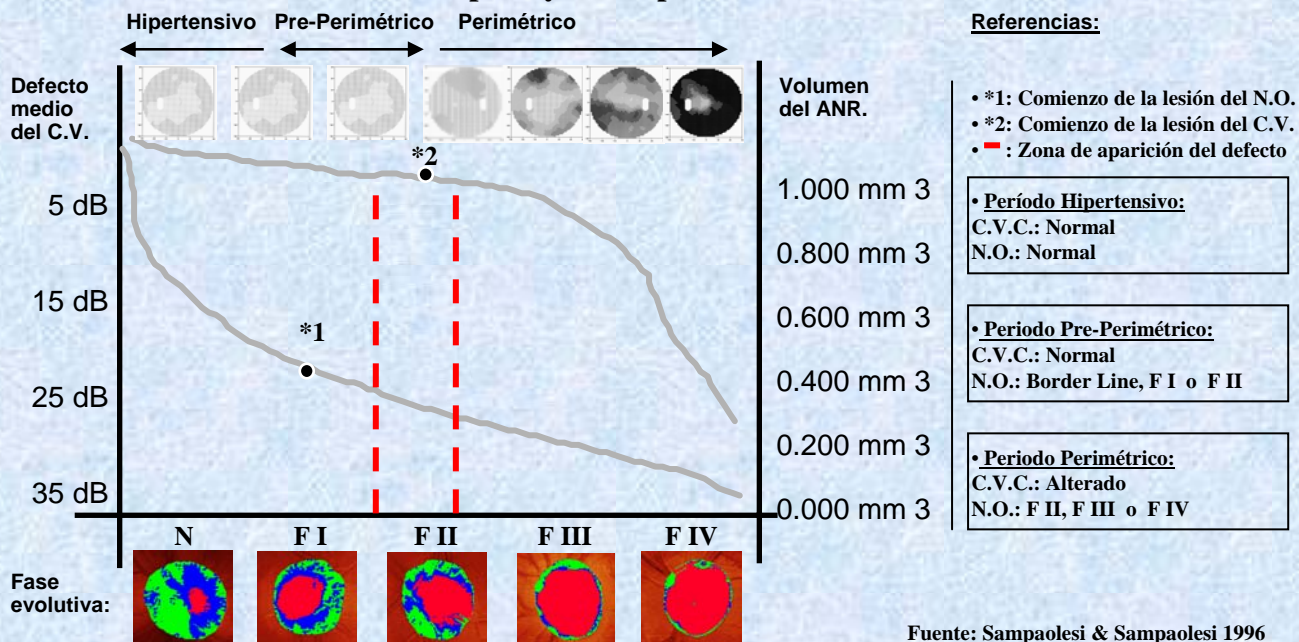 Hipertensivo Pre-Perimétrico Perimétrico
Referencias:
Defecto
medio
del C.V.
Volumen
del ANR.
• *1: Comienzo de la lesión del N.O.
• *2: Comienzo de la lesión del C.V.
• : Zona de aparición del defecto
*2
*1
5 dB
15 dB
25 dB
35 dB
1.000 mm 3
0.800 mm 3
0.600 mm 3
0.400 mm 3
0.200 mm 3
0.000 mm 3
• Período Hipertensivo:
C.V.C.: Normal
N.O.: Normal
• Periodo Pre-Perimétrico:
C.V.C.: Normal
N.O.: Border Line, F I o F II
• Periodo Perimétrico:
C.V.C.: Alterado
N.O.: F II, F III o F IV
N F I F II F III F IV
Fase
evolutiva:
Fuente: Sampaolesi & Sampaolesi 1996